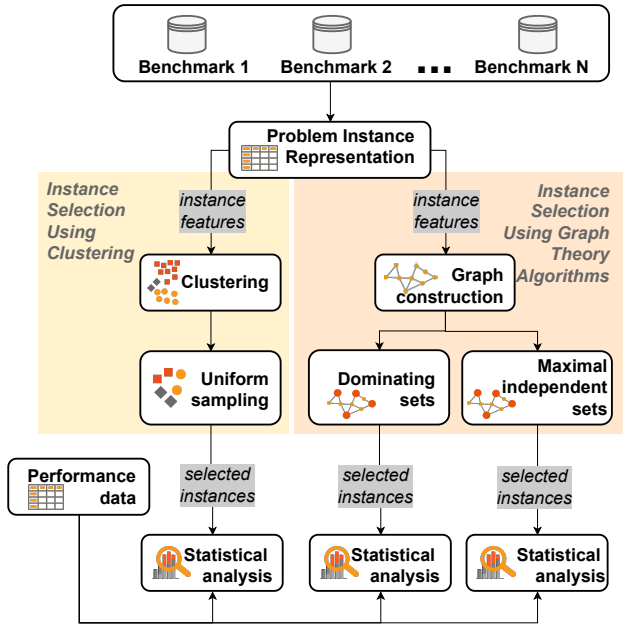 Benchmark 1
Benchmark 2
...
Benchmark N
Problem Instance
Representation
Instance
Selection
Using
Clustering
instance
features
instance
features
Instance
Selection
Using Graph
Theory
Algorithms
Clustering
Graph
construction
Uniform
sampling
Dominating
sets
Maximal
independent
sets
Performance
data
selected
instances
selected
instances
selected
instances
Statistical
analysis
Statistical
analysis
Statistical
analysis